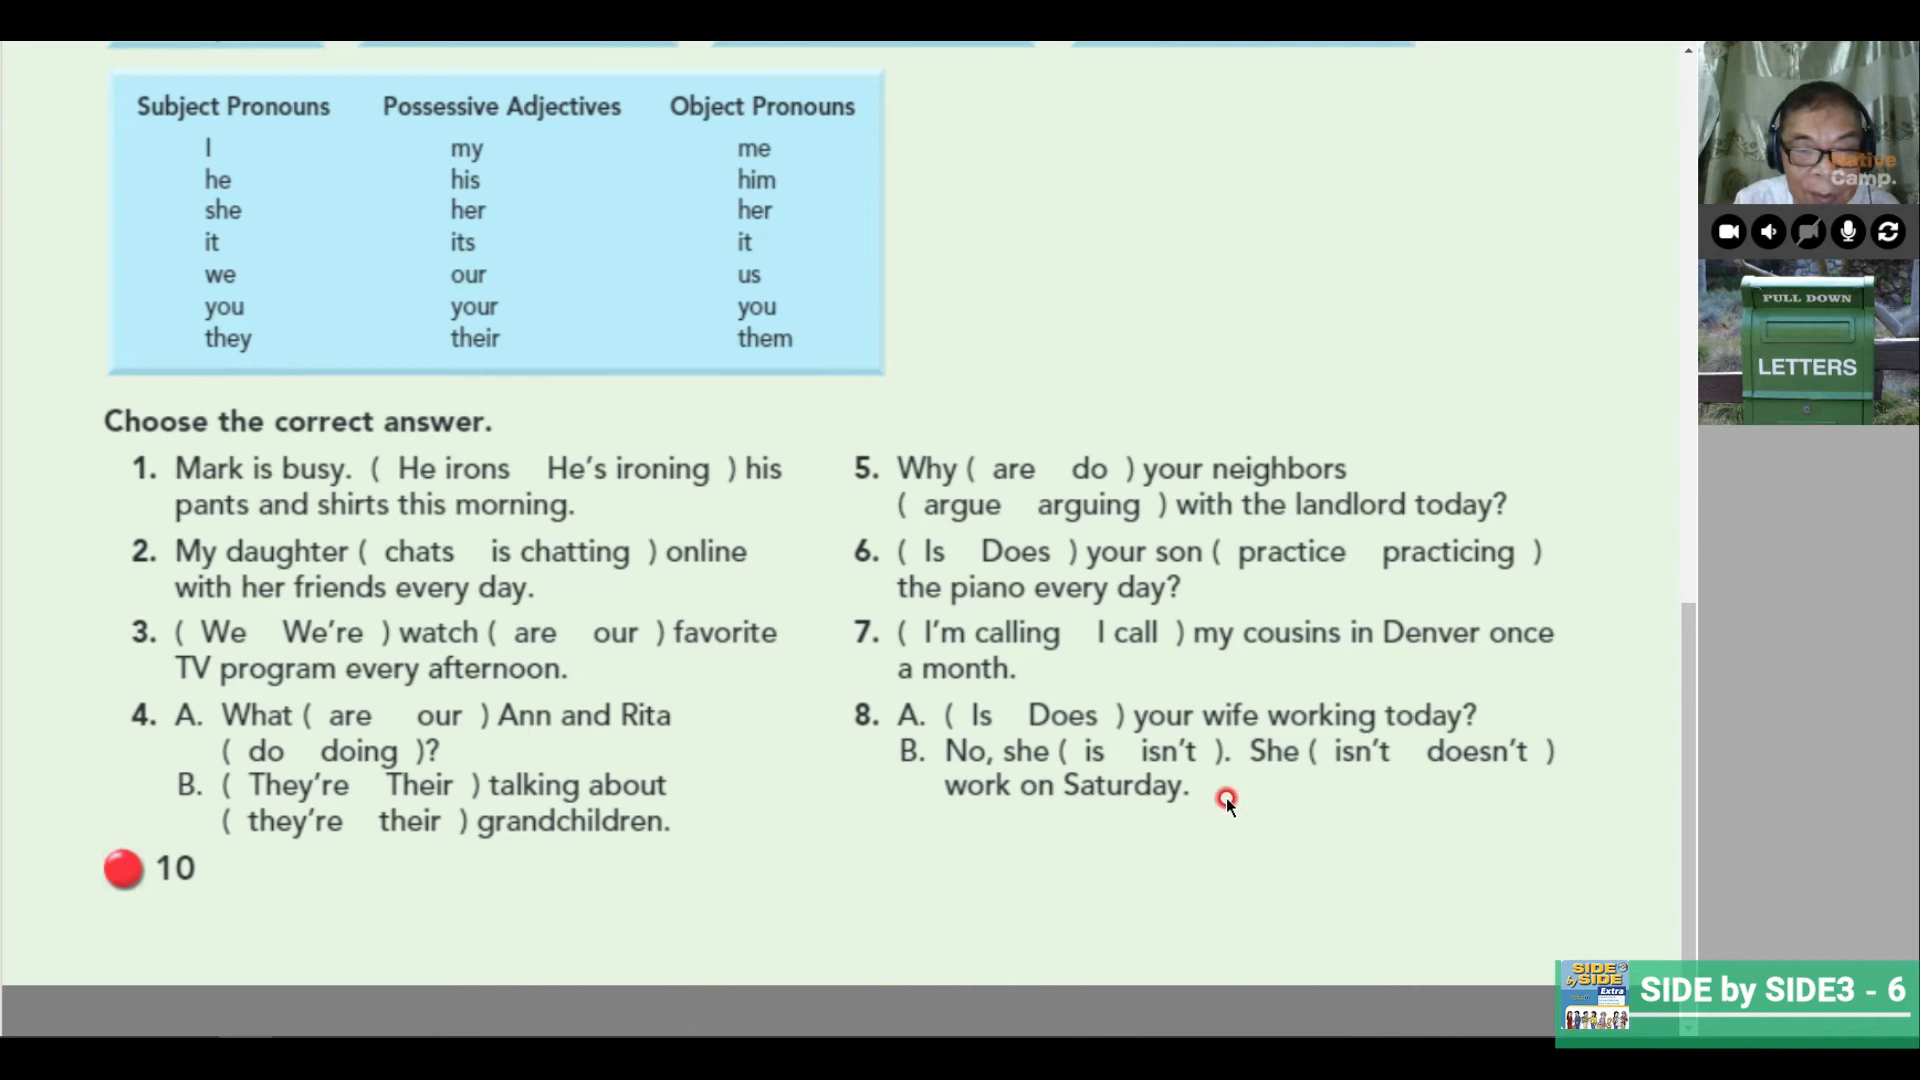 Subject Pronouns Possessive Adjectives Object Pronouns
I my me
he his him
she her her
it its it
we our us
you your you
they their them
Choose the correct answer.
1. Mark is busy. ( He irons He's ironing ) his
pants and shirts this morning.
2. My daughter ( chats is chatting ) online
with her friends every day.
3. ( We We're ) watch ( are our ) favorite
TV program every afternoon.
4. A. What ( are our ) Ann and Rita
( do doing )?
B. ( They're Their ) talking about
( they're their ) grandchildren.
5. Why ( are do ) your neighbors
( argue arguing ) with the landlord today?
6. ( Is Does ) your son ( practice practicing )
the piano every day?
7. ( I'm calling I call ) my cousins in Denver once
a month.
8. A. ( Is Does ) your wife working today?
B. No, she ( is isn't ). She ( isn't doesn't )
work on Saturday.
10
Native
Camp.
PULL DOWN
LETTERS
SIDE
by SIDE
Extra
SIDE by SIDE3 - 6